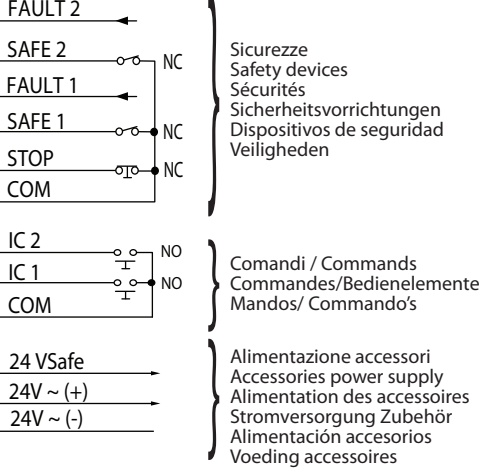 FAULT 2
SAFE 2
NC
FAULT 1
SAFE 1
NC
STOP
NC
COM
Sicurezze
Safety devices
Sécurités
Sicherheitsvorrichtungen
Dispositivos de seguridad
Veiligheden
IC 2
NO
IC 1
NO
COM
Comandi / Commands
Commandes/Bedienelemente
Mandos/ Commando’s
24 VSafe
24V ~ (+)
24V ~ (-)
Alimentazione accessori
Accessories power supply
Alimentation des accessoires
Stromversorgung Zubehör
Alimentación accesorios
Voeding accessoires